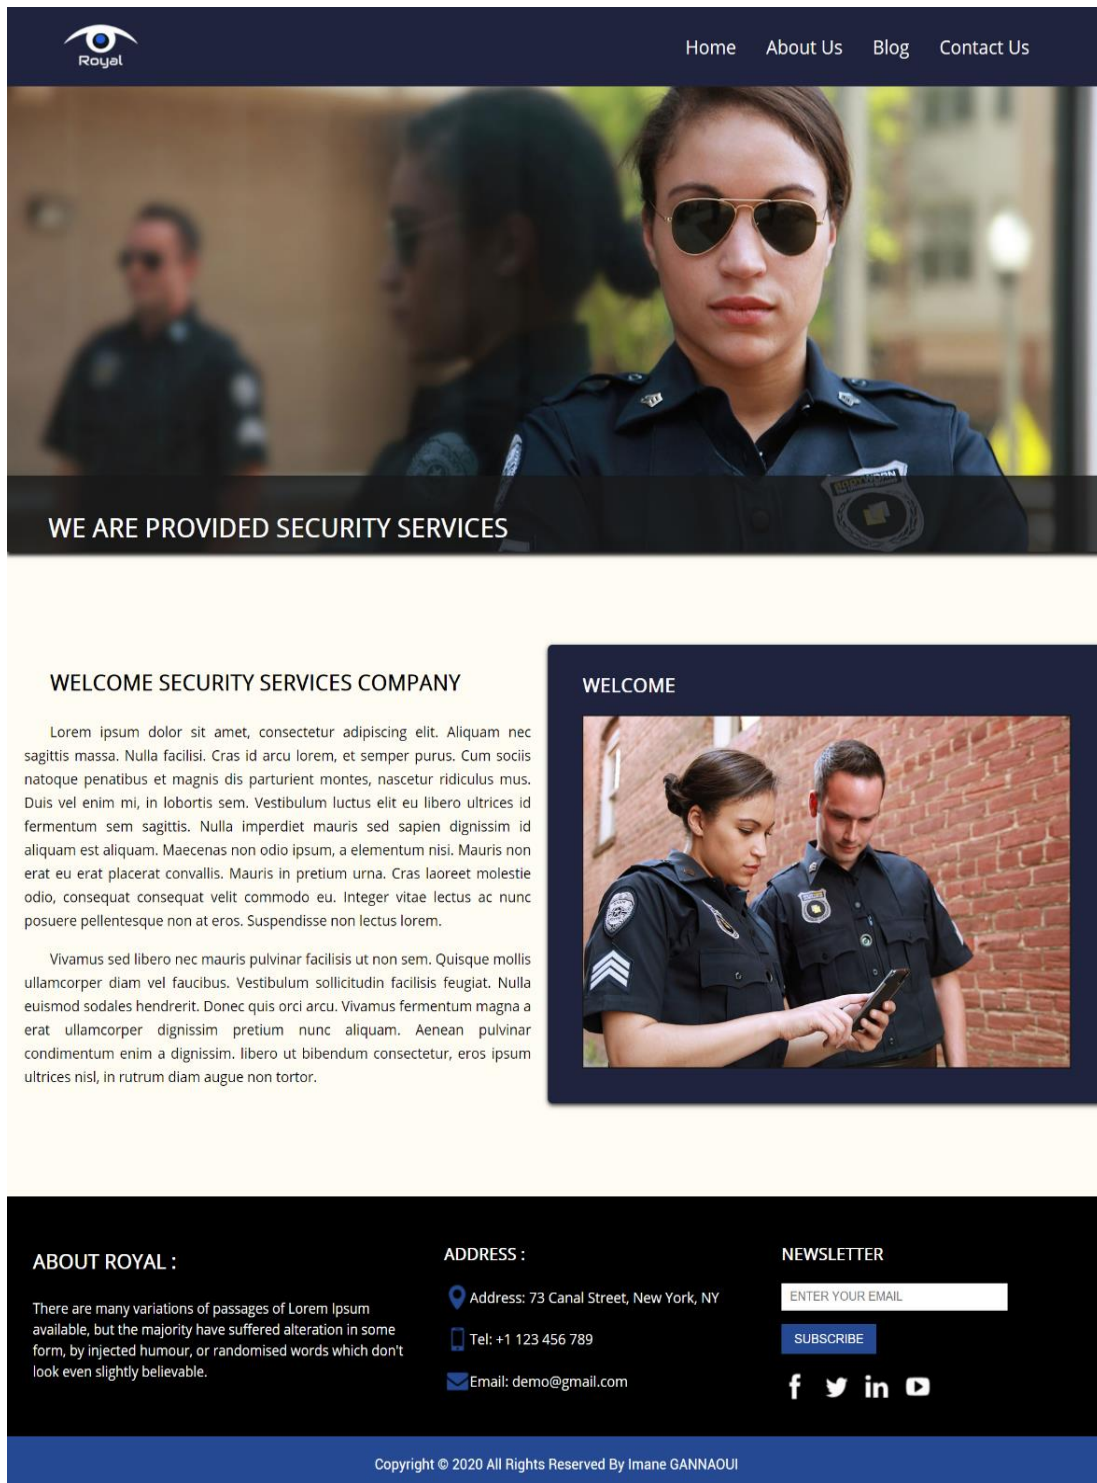 Royal
Home About Us Blog Contact Us
WE ARE PROVIDED SECURITY SERVICES
WELCOME SECURITY SERVICES COMPANY
Lorem ipsum dolor sit amet, consectetur adipiscing elit. Aliquam nec
sagittis massa. Nulla facilisi. Cras id arcu lorem, et semper purus. Cum sociis
natoque penatibus et magnis dis parturient montes, nascetur ridiculus mus.
Duis vel enim mi, in lobortis sem. Vestibulum luctus elit eu libero ultrices id
fermentum sem sagittis. Nulla imperdiet mauris sed sapien dignissim id
aliquam est aliquam. Maecenas non odio ipsum, a elementum nisi. Mauris non
erat eu erat placerat convallis. Mauris in pretium urna. Cras laoreet molestie
odio, consequat consequat velit commodo eu. Integer vitae lectus ac nunc
posuere pellentesque non at eros. Suspendisse non lectus lorem.
Vivamus sed libero nec mauris pulvinar facilisis ut non sem. Quisque mollis
ullamcorper diam vel faucibus. Vestibulum sollicitudin facilisis feugiat. Nulla
euismod sodales hendrerit. Donec quis orci arcu. Vivamus fermentum magna a
erat ullamcorper dignissim pretium nunc aliquam. Aenean pulvinar
condimentum enim a dignissim. libero ut bibendum consectetur, eros ipsum
ultrices nisl, in rutrum diam augue non tortor.
WELCOME
ABOUT ROYAL :
There are many variations of passages of Lorem Ipsum
available, but the majority have suffered alteration in some
form, by injected humour, or randomised words which don't
look even slightly believable.
ADDRESS :
Address: 73 Canal Street, New York, NY
Tel: +1 123 456 789
Email: demo@gmail.com
NEWSLETTER
ENTER YOUR EMAIL
SUBSCRIBE
Copyright © 2020 All Rights Reserved By Imane GANNAOUI